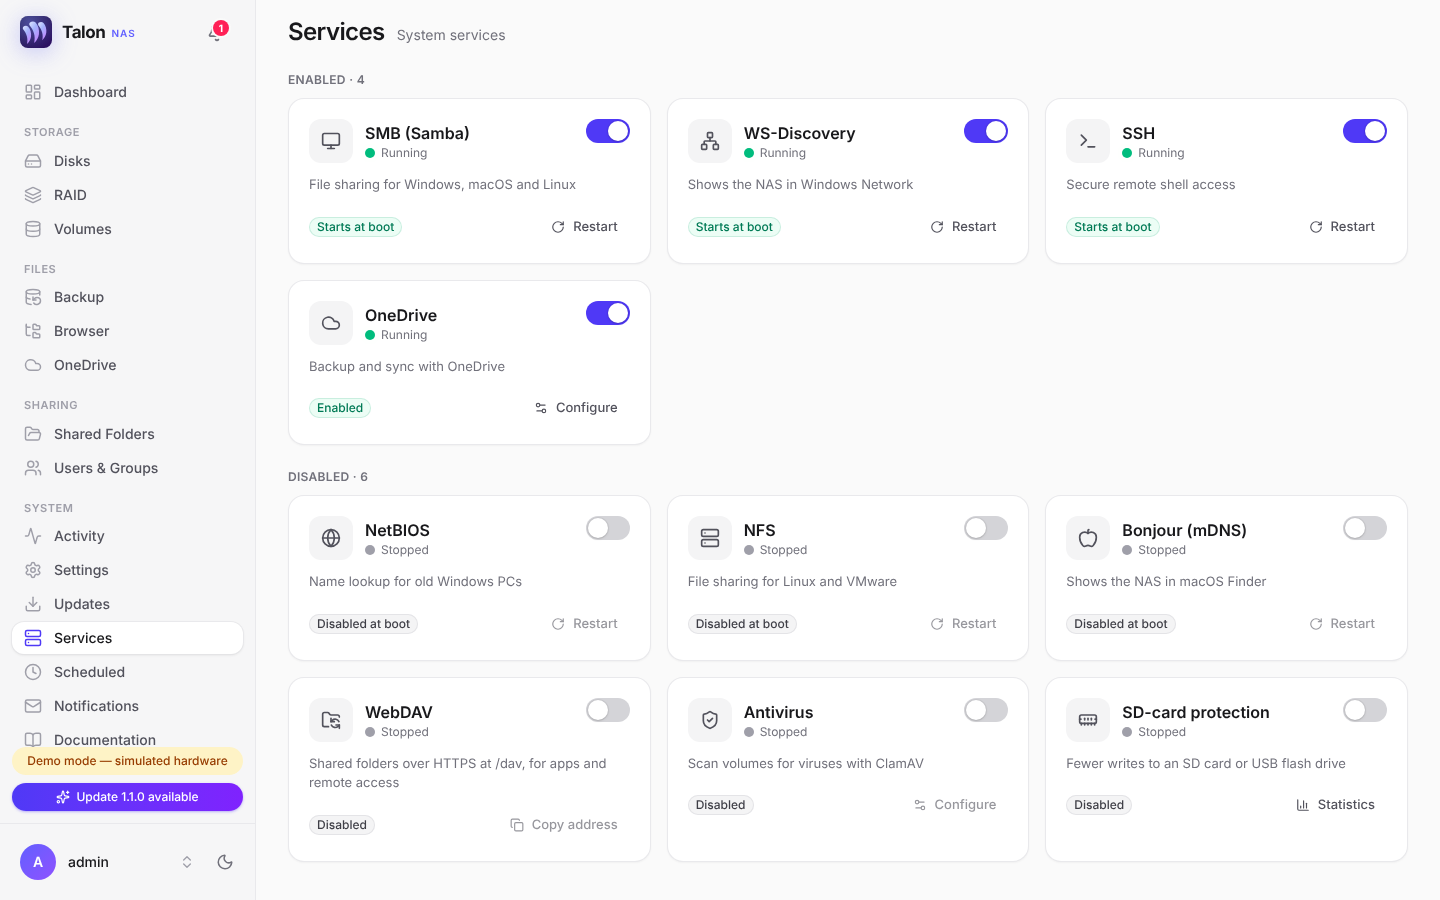 Talon NAS
1
Dashboard
STORAGE
Disks
RAID
Volumes
FILES
Backup
Browser
OneDrive
SHARING
Shared Folders
Users & Groups
SYSTEM
Activity
Settings
Updates
Services
Scheduled
Notifications
Documentation
Demo mode — simulated hardware
Update 1.1.0 available
A
admin
Services System services
ENABLED · 4
SMB (Samba)
Running
File sharing for Windows, macOS and Linux
Starts at boot
Restart
WS-Discovery
Running
Shows the NAS in Windows Network
Starts at boot
Restart
SSH
Running
Secure remote shell access
Starts at boot
Restart
OneDrive
Running
Backup and sync with OneDrive
Enabled
Configure
DISABLED · 6
NetBIOS
Stopped
Name lookup for old Windows PCs
Disabled at boot
Restart
NFS
Stopped
File sharing for Linux and VMware
Disabled at boot
Restart
Bonjour (mDNS)
Stopped
Shows the NAS in macOS Finder
Disabled at boot
Restart
WebDAV
Stopped
Shared folders over HTTPS at /dav, for apps and
remote access
Disabled
Copy address
Antivirus
Stopped
Scan volumes for viruses with ClamAV
Disabled
Configure
SD-card protection
Stopped
Fewer writes to an SD card or USB flash drive
Disabled
Statistics